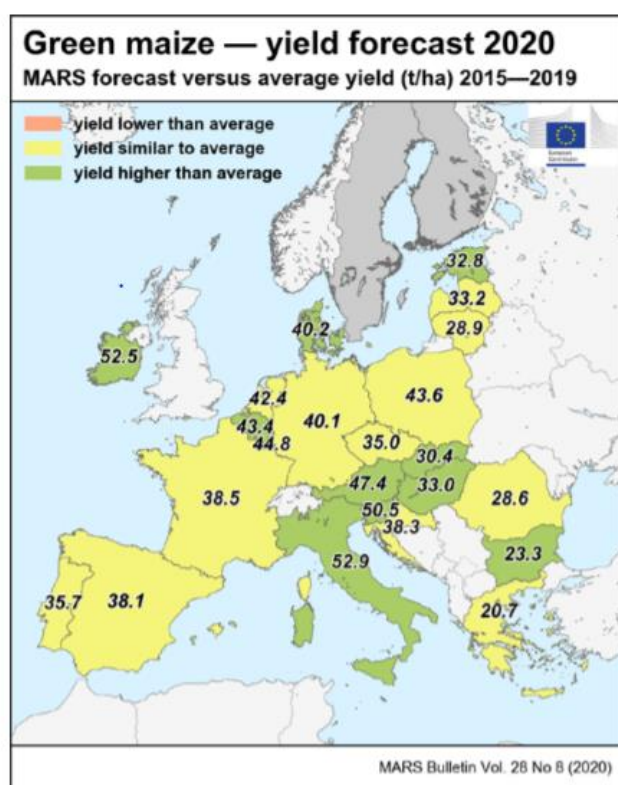 Green maize — yield forecast 2020
MARS forecast versus average yield (t/ha) 2015—2019
yield lower than average
yield similar to average
yield higher than average
European
Commission
32.8
33.2
28.9
40.2
52.5
42.4
43.4
44.8
40.1
43.6
35.0
30.4
47.4
33.0
50.5
38.3
28.6
38.5
52.9
23.3
35.7
38.1
20.7
MARS Bulletin Vol. 28 No 8 (2020)